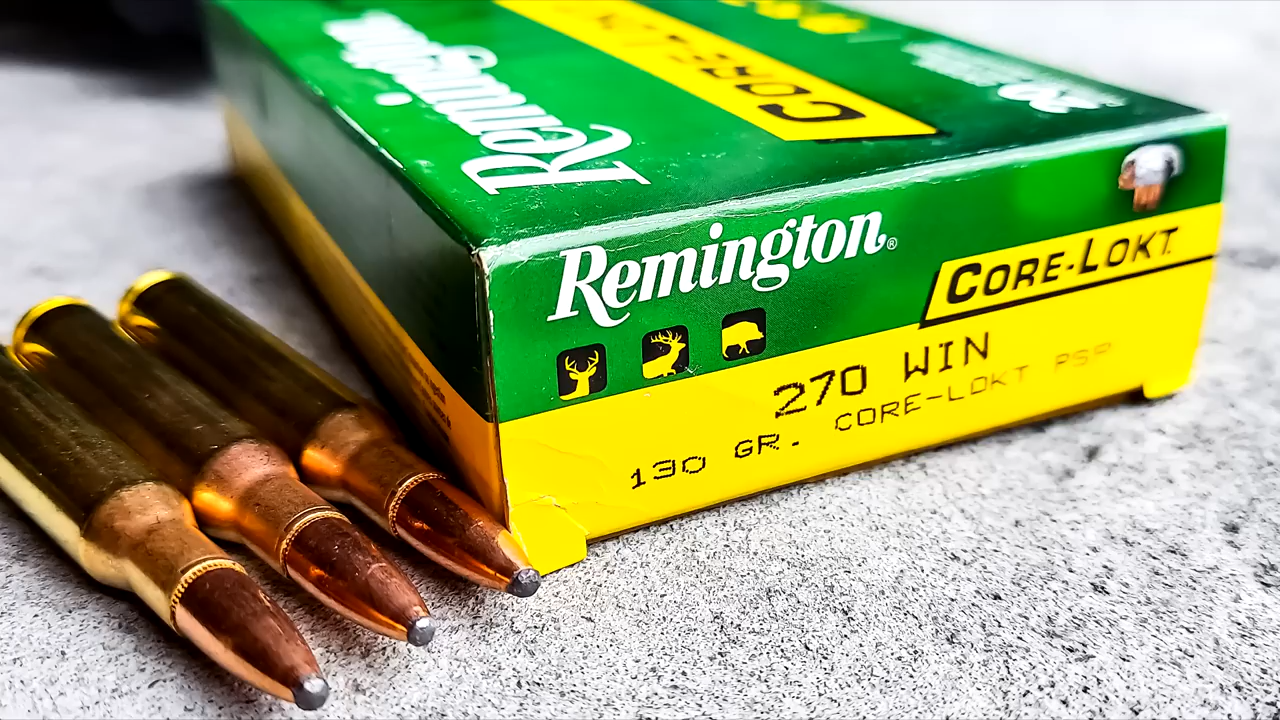 Remington
CORE-LOKT
Remington®
CORE-LOKT
270 WIN
130 GR. CORE-LOKT PSP